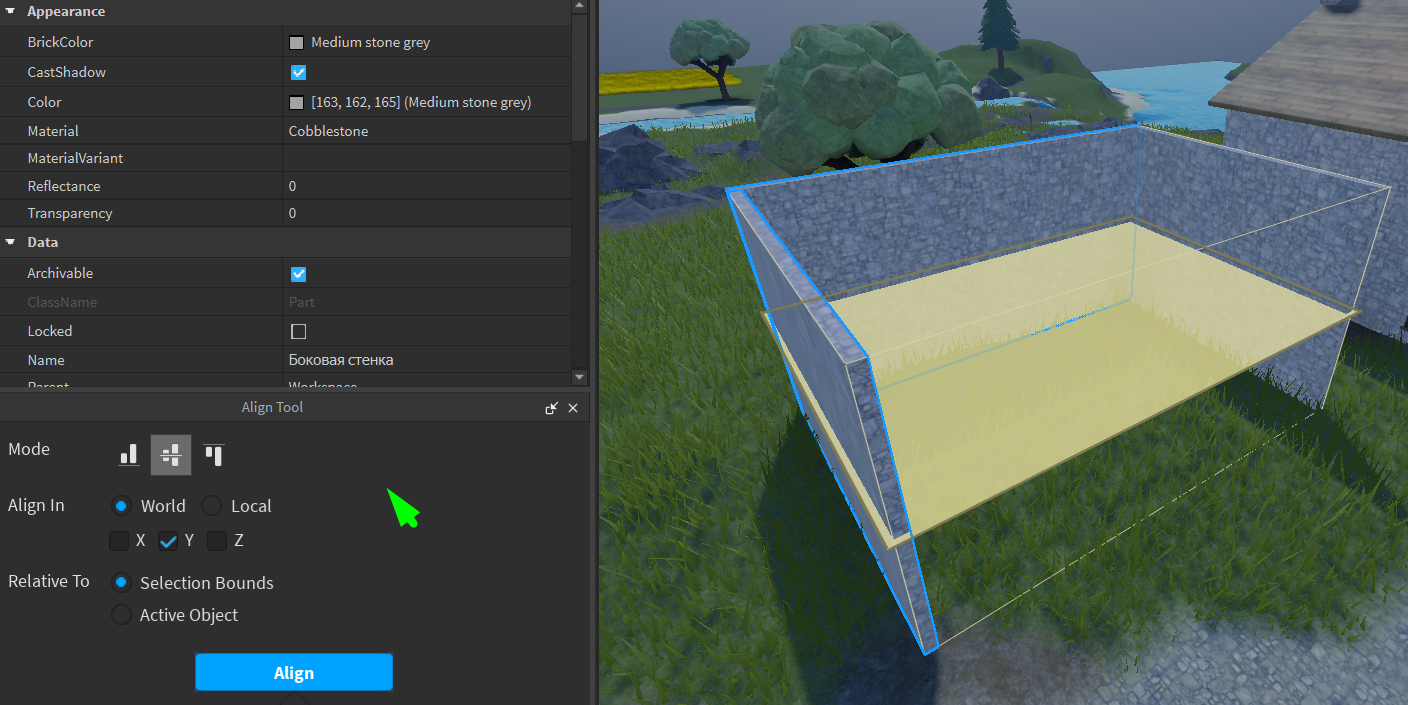 Appearance
BrickColor Medium stone grey
CastShadow
Color [163, 162, 165] (Medium stone grey)
Material Cobblestone
MaterialVariant
Reflectance 0
Transparency 0
Data
Archivable
ClassName Part
Locked
Name Боковая стенка
Parent Workspace
Align Tool
Mode
Align In World Local
X Y Z
Relative To Selection Bounds
Active Object
Align